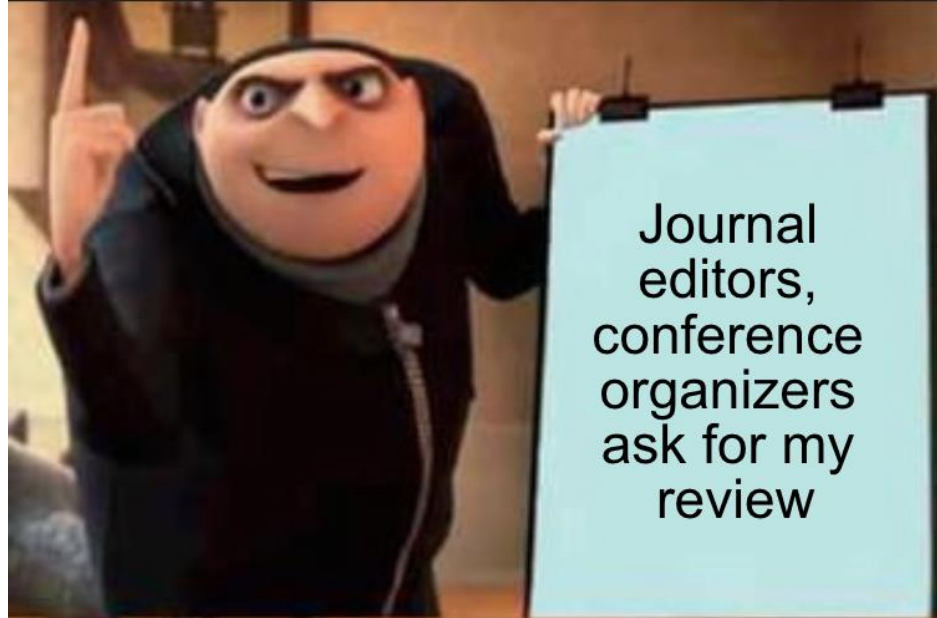 Journal
editors,
conference
organizers
ask for my
review